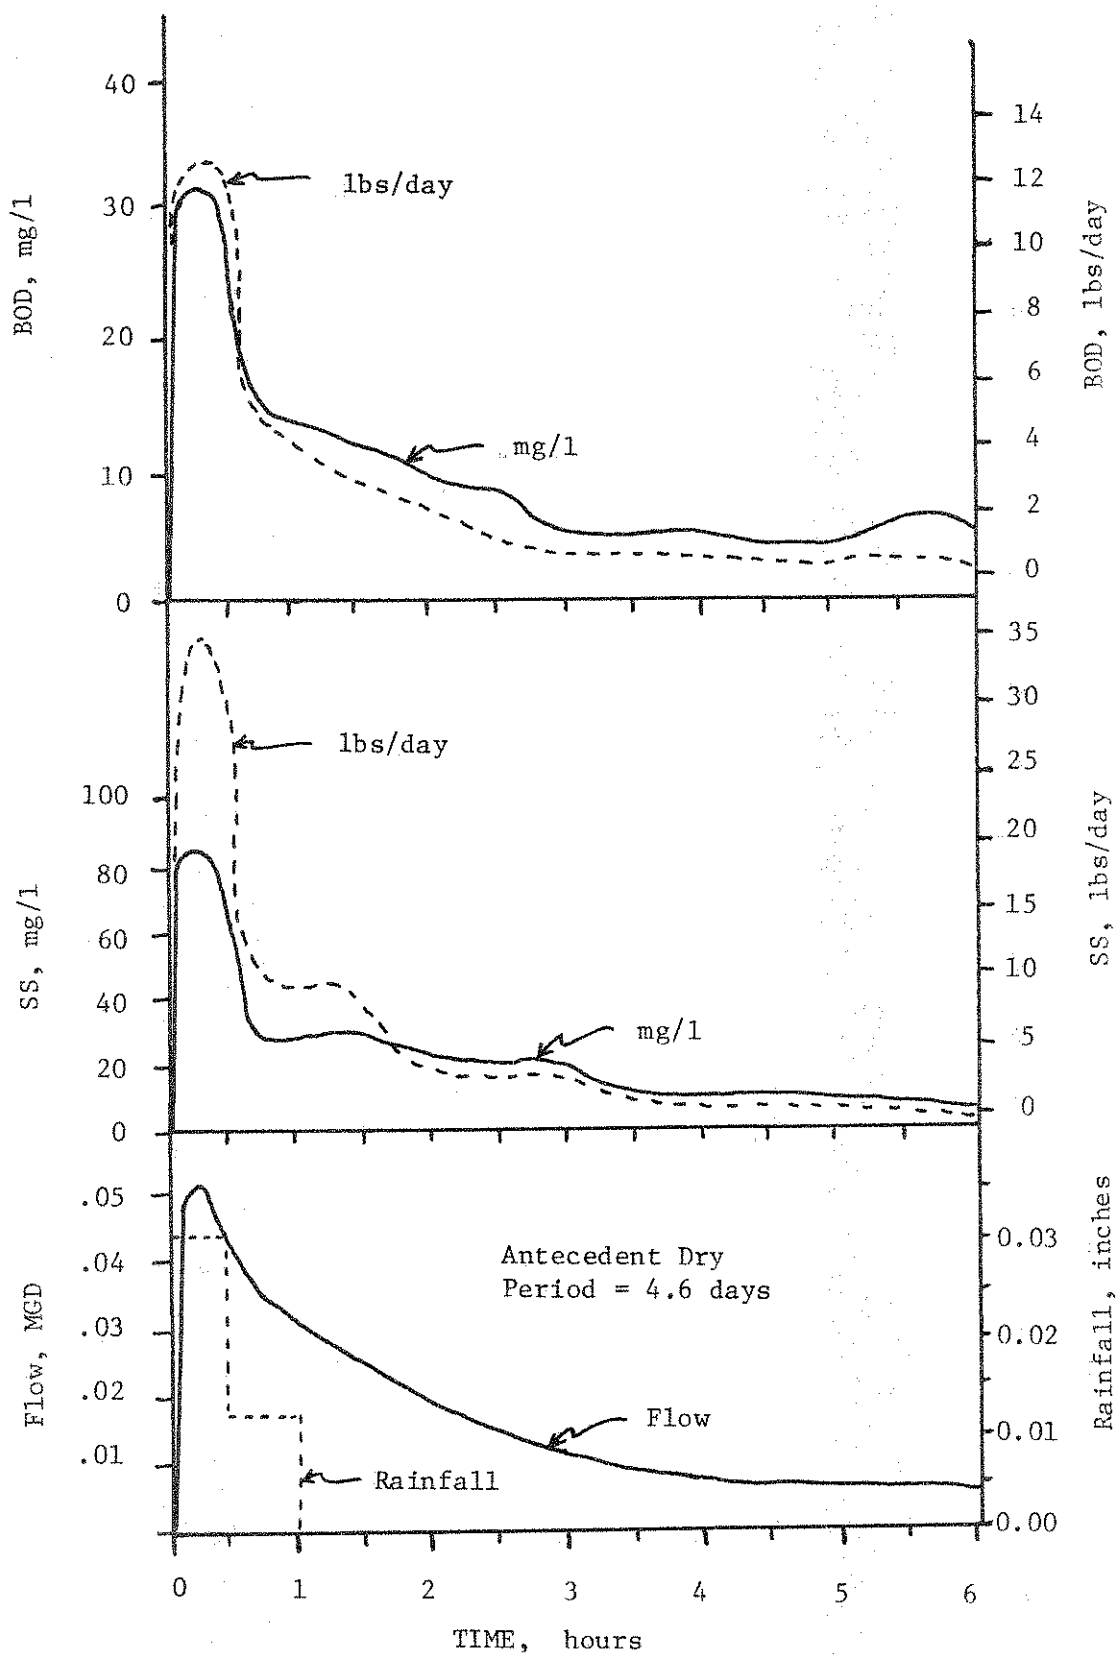 BOD, mg/l
40
30
20
10
0
lbs/day
mg/l
14
12
10
8
6
4
2
0
BOD, lbs/day
SS, mg/l
100
80
60
40
20
0
lbs/day
mg/l
35
30
25
20
15
10
5
0
SS, lbs/day
Flow, MGD
.05
.04
.03
.02
.01
Antecedent Dry
Period = 4.6 days
Flow
Rainfall
0.03
0.02
0.01
0.00
Rainfall, inches
0 1 2 3 4 5 6
TIME, hours